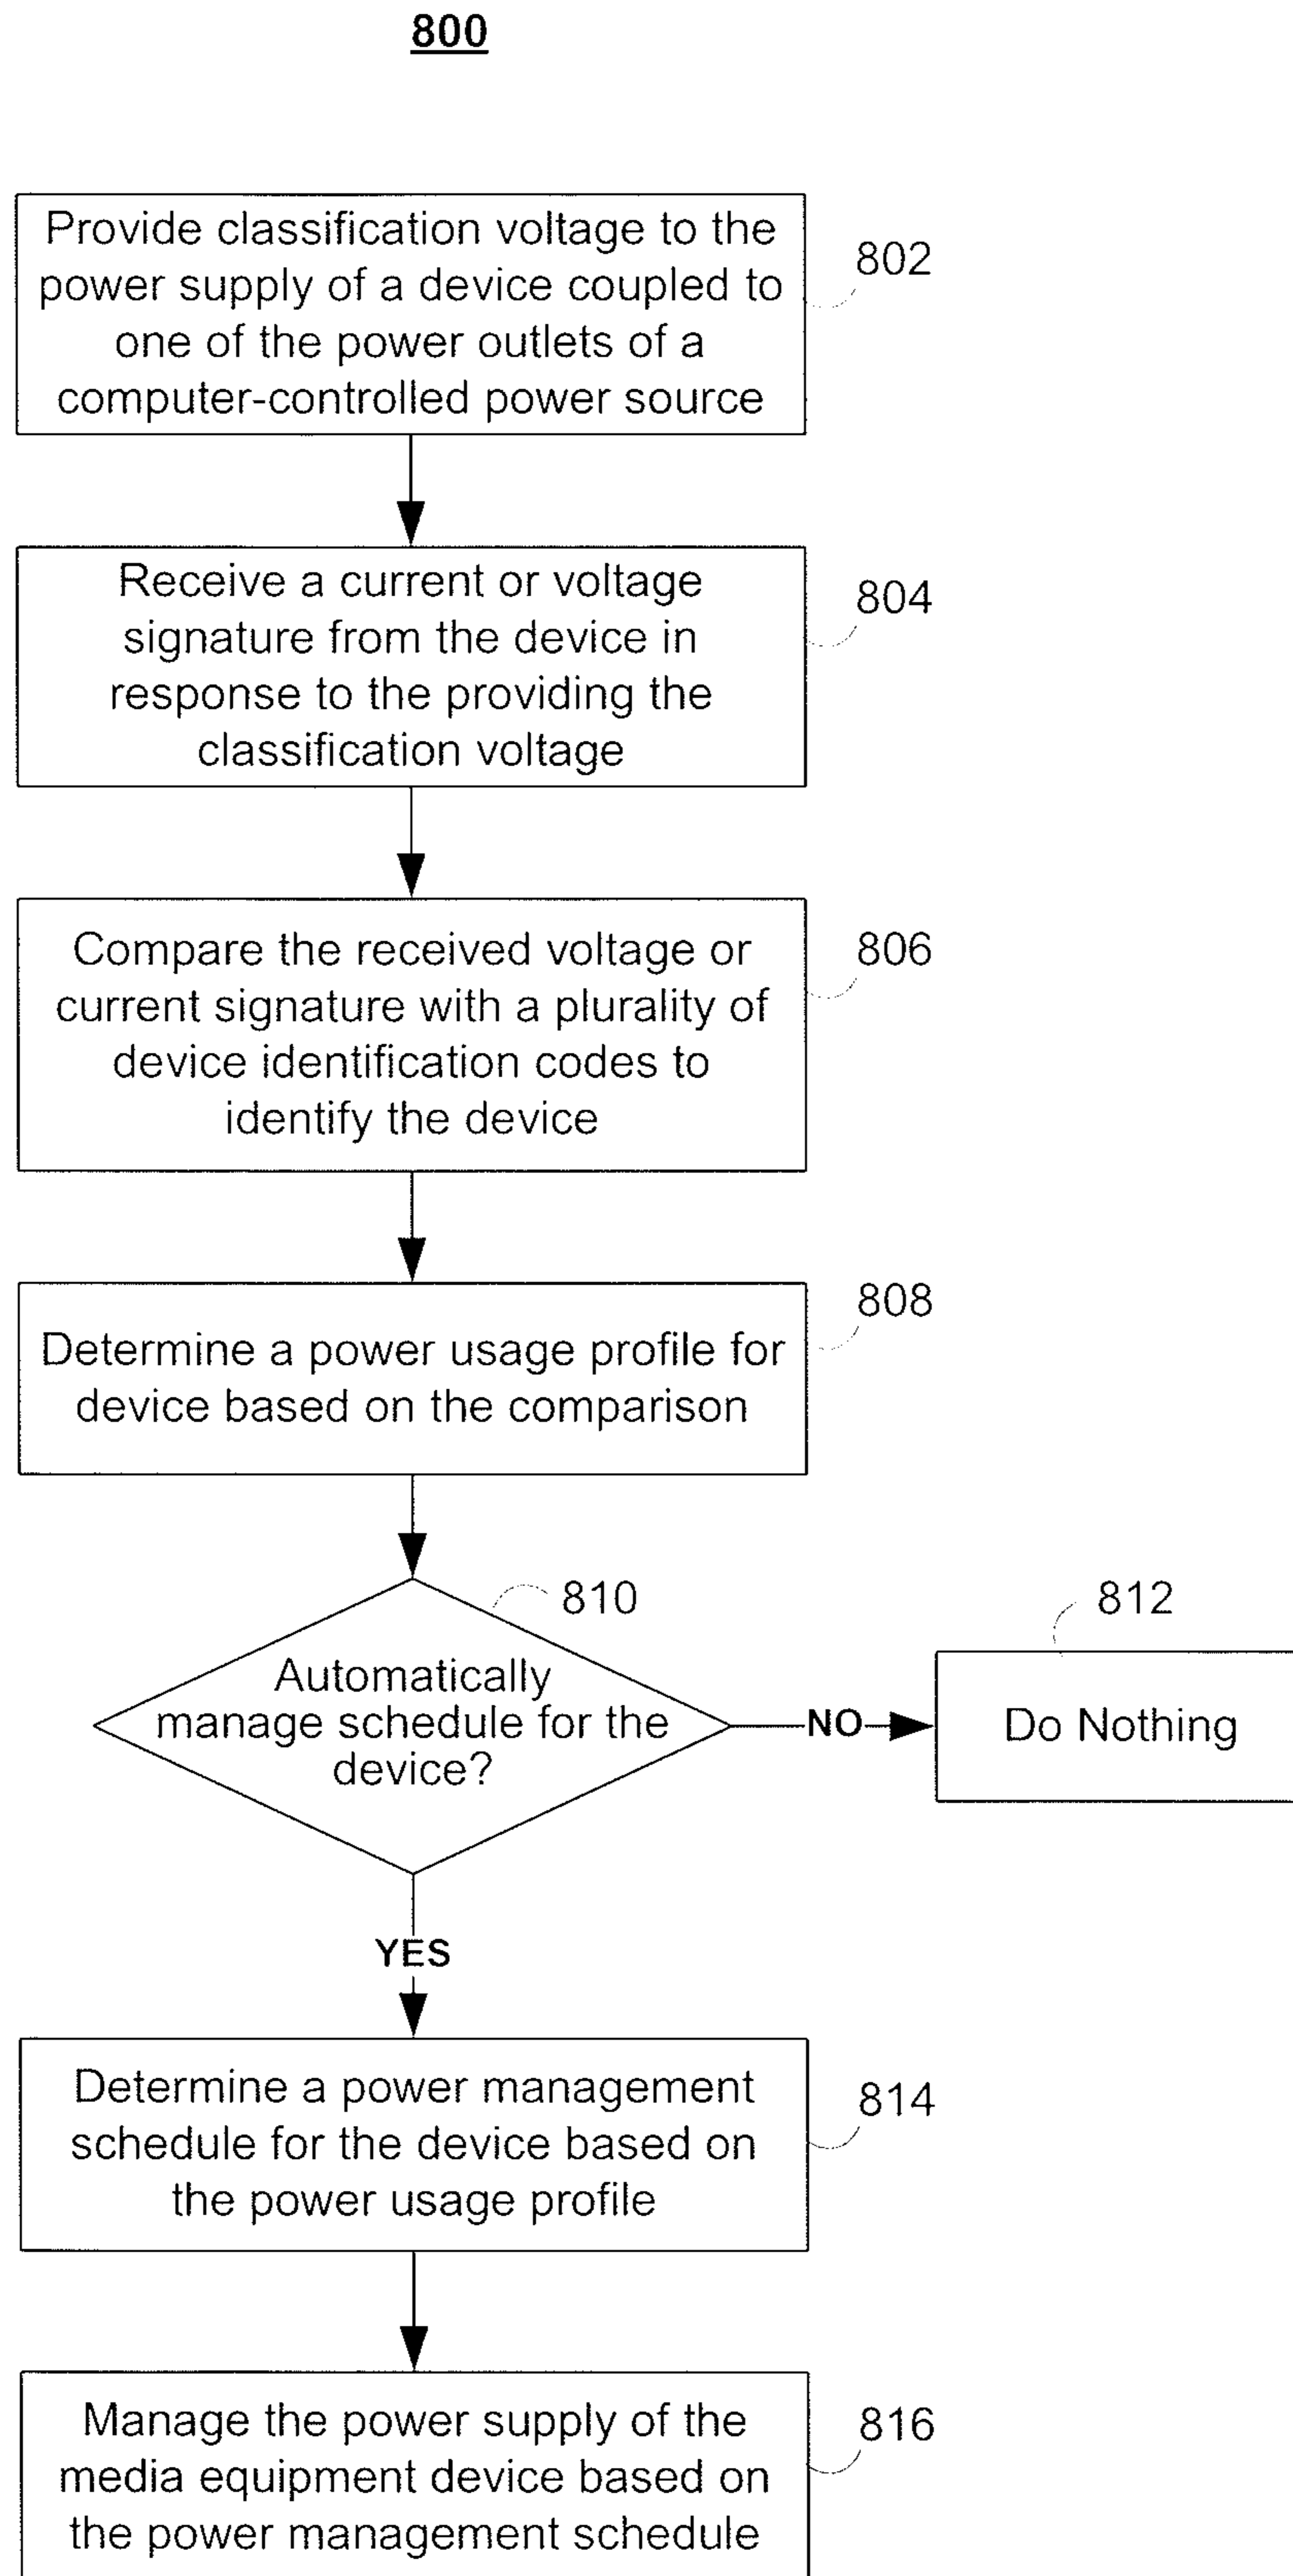 800
Provide classification voltage to the
power supply of a device coupled to
one of the power outlets of a
computer-controlled power source
802
Receive a current or voltage
signature from the device in
response to the providing the
classification voltage
804
Compare the received voltage or
current signature with a plurality of
device identification codes to
identify the device
806
Determine a power usage profile for
device based on the comparison
808
Automatically
manage schedule for the
device?
810
NO
812
Do Nothing
YES
Determine a power management
schedule for the device based on
the power usage profile
814
Manage the power supply of the
media equipment device based on
the power management schedule
816